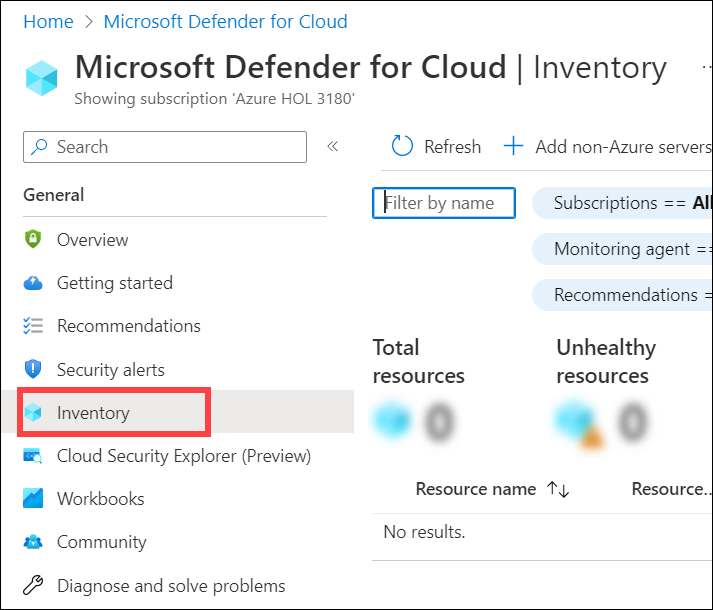 Home > Microsoft Defender for Cloud
Microsoft Defender for Cloud | Inventory ..
Showing subscription 'Azure HOL 3180'
Search «
Refresh + Add non-Azure servers
General
Filter by name Subscriptions == All
Overview
Monitoring agent ==
Getting started
Recommendations =
Recommendations
Total resources
Unhealthy resources
Security alerts
0 0
Inventory
Cloud Security Explorer (Preview)
Resource name ↑↓ Resource..
Workbooks
No results.
Community
Diagnose and solve problems